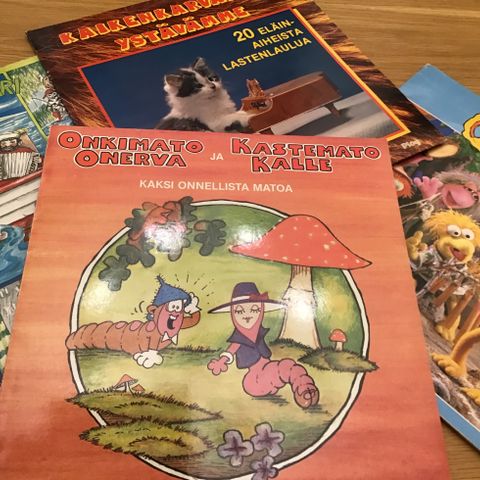 KAIKENKARVAISET
YSTÄVÄMME
20 ELÄIN-
AIHEISTA
LASTENLAULUA
ONKIMATO
ONERVA
JA
KASTEMATO
KALLE
KAKSI ONNELLISTA MATOA